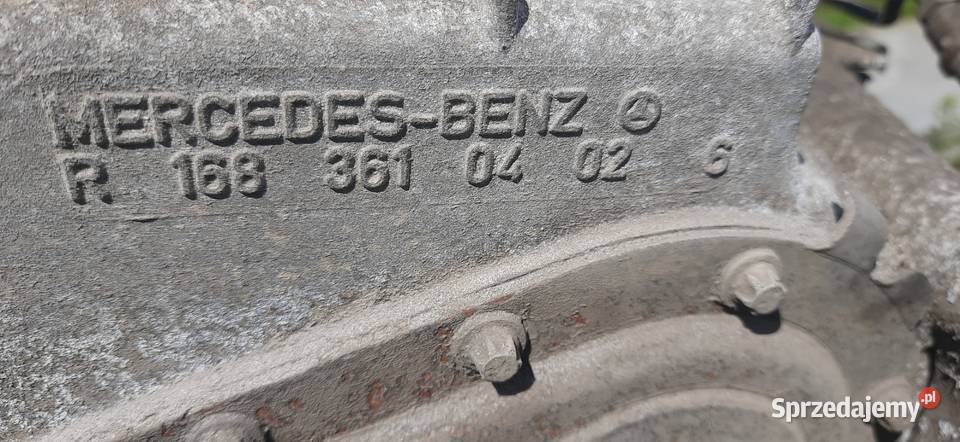 MERCEDES-BENZ
R 168 361 04 02 6
Sprzedajemy.pl